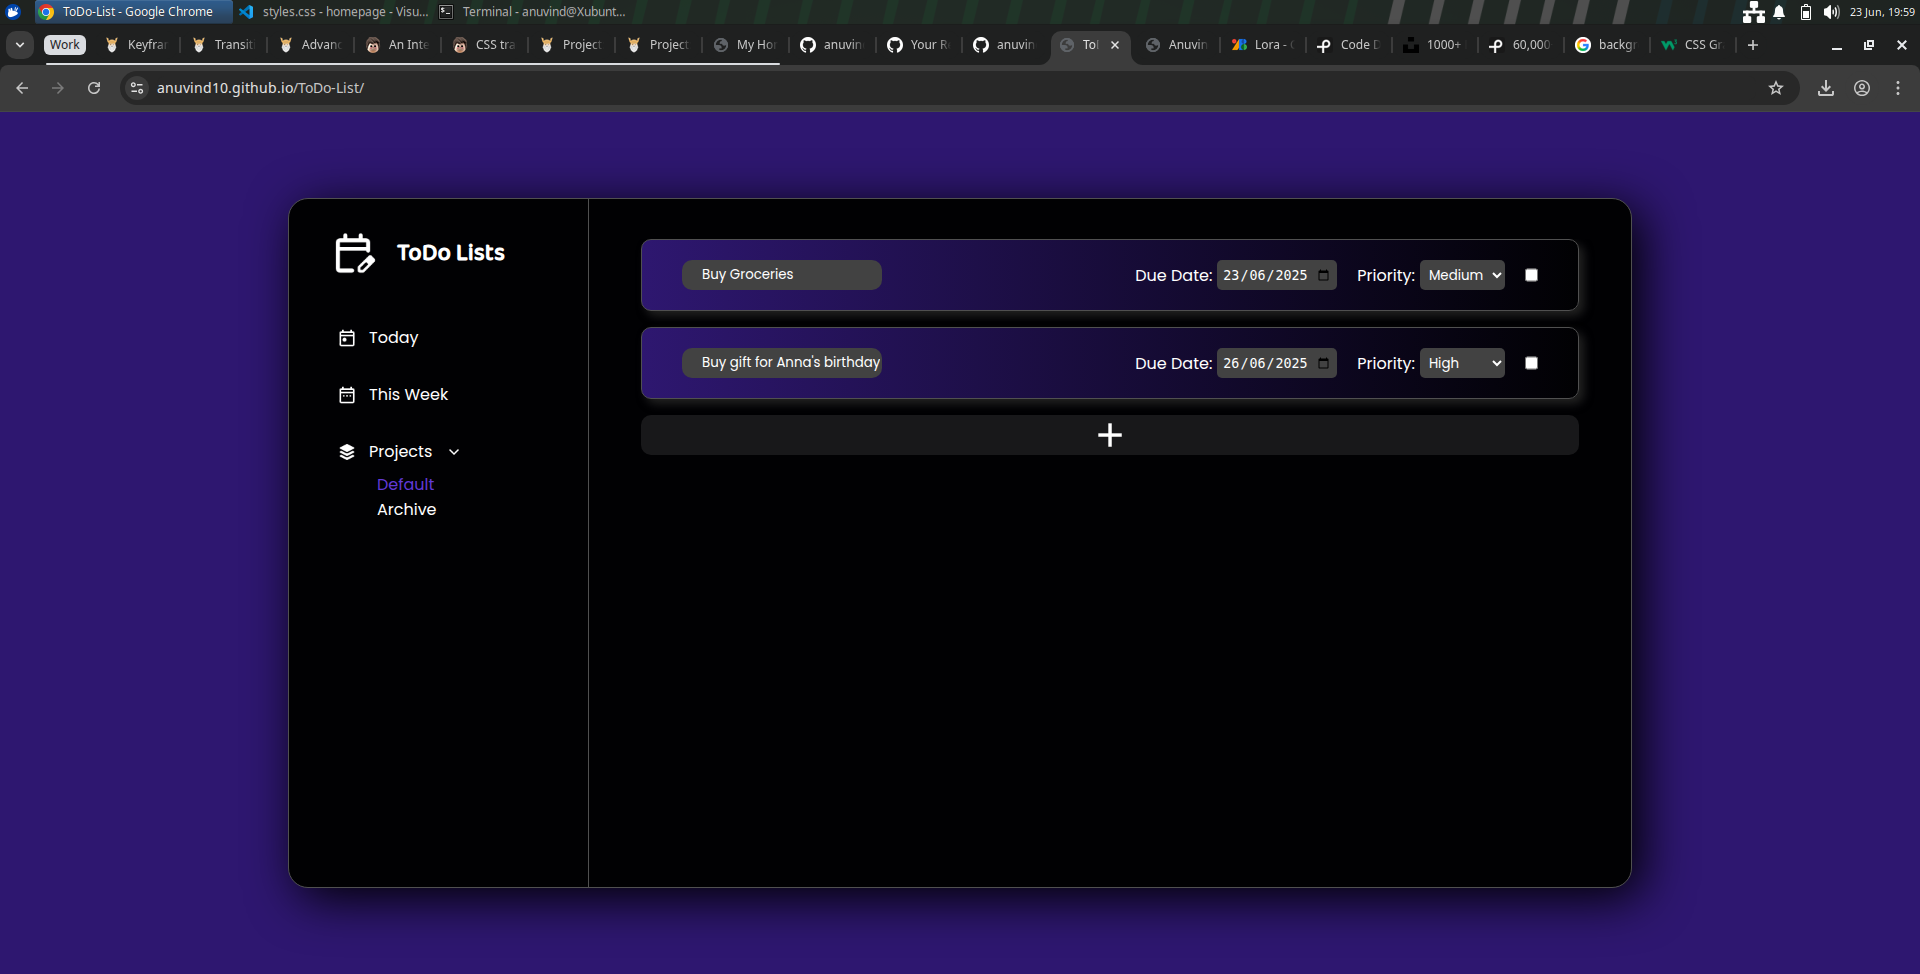 ToDo-List - Google Chrome
styles.css - homepage - Visu...
Terminal - anuvind@Xubunt...
23 Jun, 19:59
Work
Keyfra
Transit
Advanc
An Inte
CSS tra
Project
Project
My Ho
anuvin
Your R
anuvin
Anuvin
Lora -
Code D
1000+
60,000
backgr
CSS Gr
anuvind10.github.io/ToDo-List/
ToDo Lists
Today
This Week
Projects
Default
Archive
Buy Groceries
Due Date: 23/06/2025
Priority: Medium
Buy gift for Anna's birthday
Due Date: 26/06/2025
Priority: High